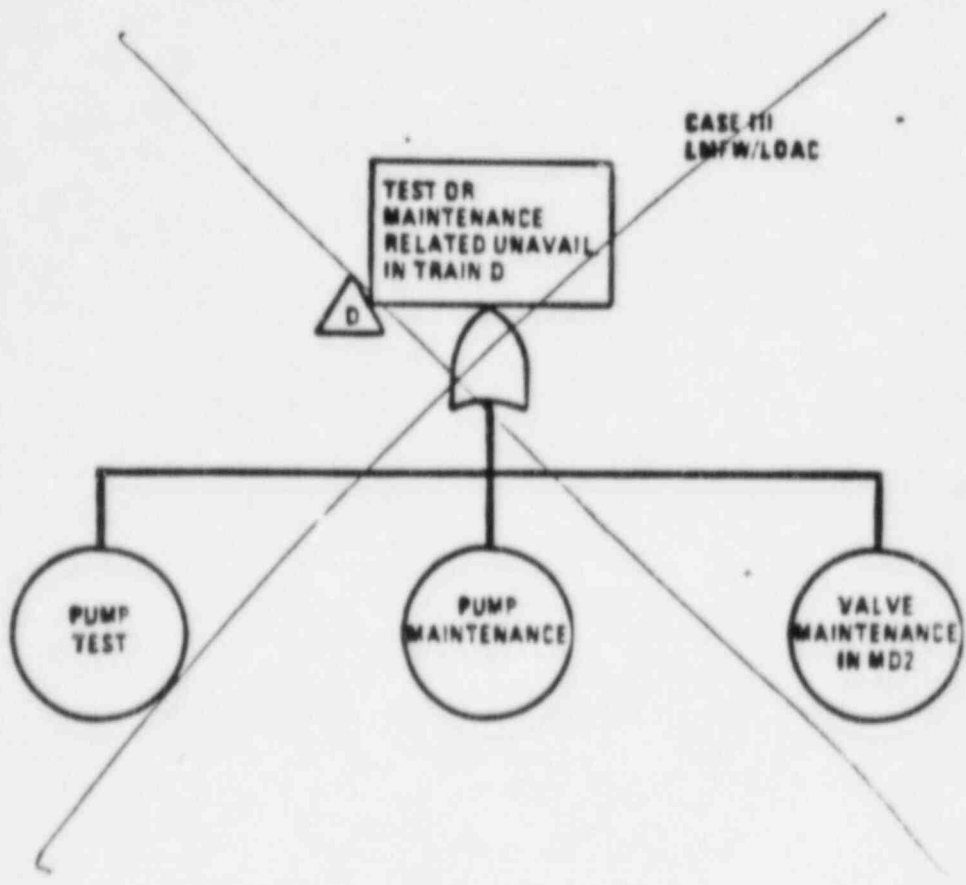 CASE III
LMFW/LOAC
TEST OR
MAINTENANCE
RELATED UNAVAIL
IN TRAIN D
D
PUMP
TEST
PUMP
MAINTENANCE
VALVE
MAINTENANCE
IN MD2